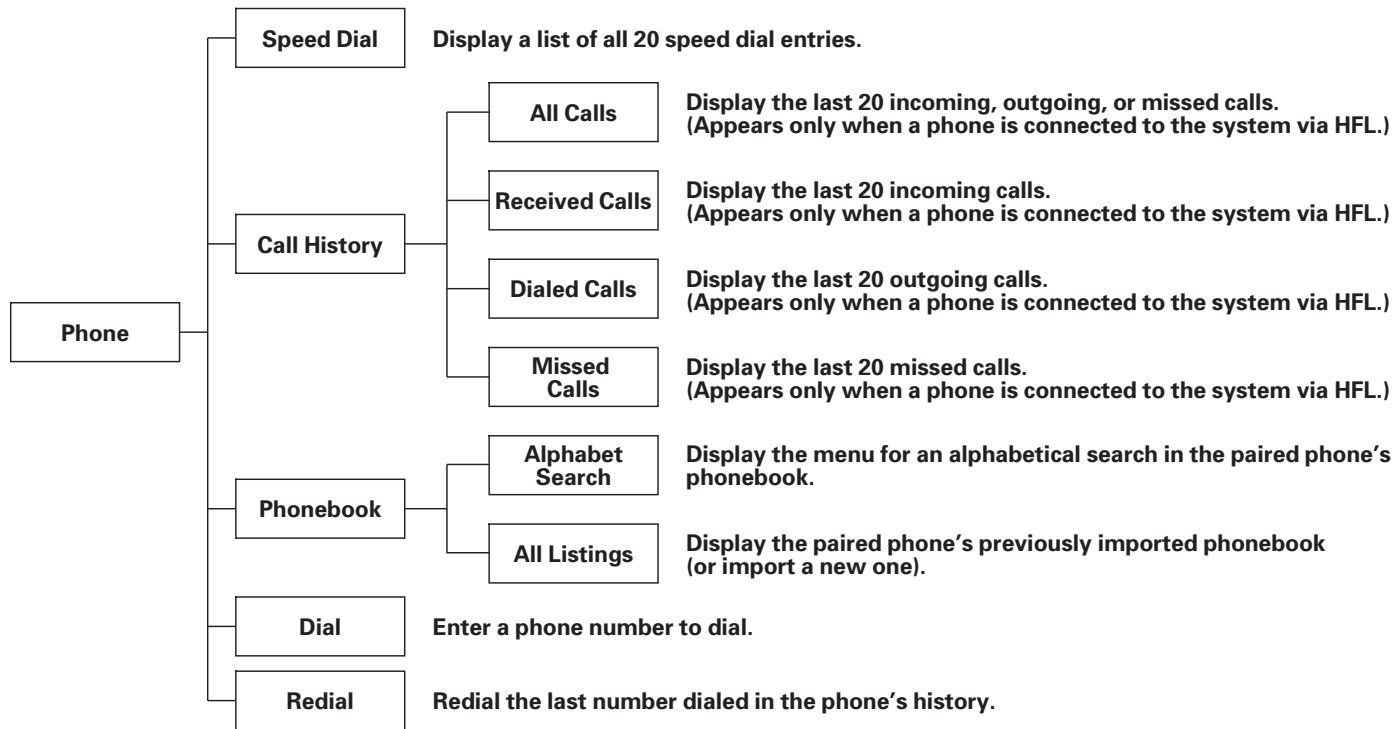 Speed Dial
Display a list of all 20 speed dial entries.
All Calls
Display the last 20 incoming, outgoing, or missed calls.
(Appears only when a phone is connected to the system via HFL.)
Received Calls
Display the last 20 incoming calls.
(Appears only when a phone is connected to the system via HFL.)
Call History
Dialed Calls
Display the last 20 outgoing calls.
(Appears only when a phone is connected to the system via HFL.)
Phone
Missed
Calls
Display the last 20 missed calls.
(Appears only when a phone is connected to the system via HFL.)
Alphabet
Search
Display the menu for an alphabetical search in the paired phone's
phonebook.
Phonebook
All Listings
Display the paired phone's previously imported phonebook
(or import a new one).
Dial
Enter a phone number to dial.
Redial
Redial the last number dialed in the phone's history.